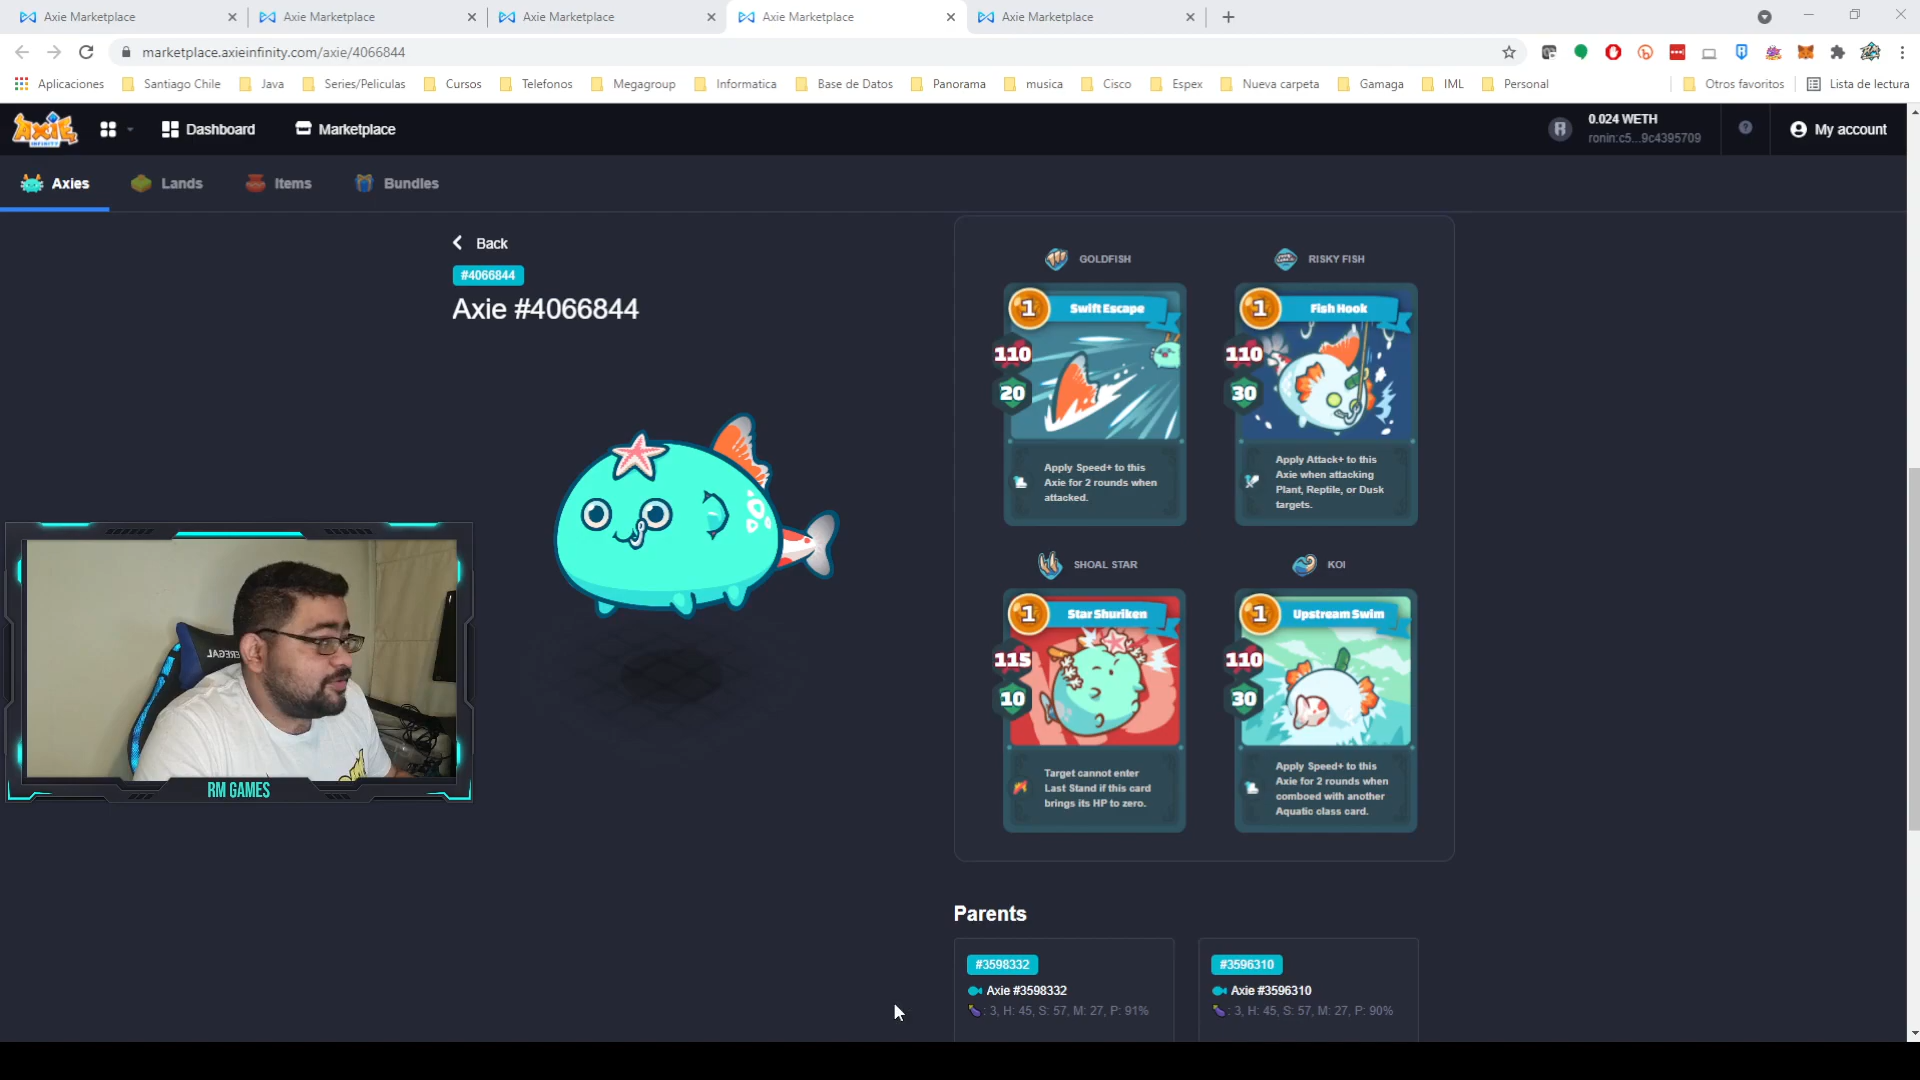 Axie Marketplace
Axie Marketplace
Axie Marketplace
Axie Marketplace
Axie Marketplace
marketplace.axieinfinity.com/axie/4066844
Aplicaciones
Santiago Chile
Java
Series/Peliculas
Cursos
Telefonos
Megagroup
Informatica
Base de Datos
Panorama
musica
Cisco
Espex
Nueva carpeta
Gamaga
IML
Personal
Otros favoritos
Lista de lectura
AXIE
INFINITY
Dashboard
Marketplace
0.024 WETH
ronin:c5...9c4395709
?
My account
Axies
Lands
Items
Bundles
Back
#4066844
Axie #4066844
GOLDFISH
1
Swift Escape
110
20
Apply Speed+ to this
Axie for 2 rounds when
attacked.
RISKY FISH
1
Fish Hook
110
30
Apply Attack+ to this
Axie when attacking
Plant, Reptile, or Dusk
targets.
SHOAL STAR
1
Star Shuriken
115
10
Target cannot enter
Last Stand if this card
brings its HP to zero.
KOI
1
Upstream Swim
110
30
Apply Speed+ to this
Axie for 2 rounds when
comboed with another
Aquatic class card.
RM GAMES
Parents
#3598332
Axie #3598332
: 3, H: 45, S: 57, M: 27, P: 91%
#3596310
Axie #3596310
: 3, H: 45, S: 57, M: 27, P: 90%